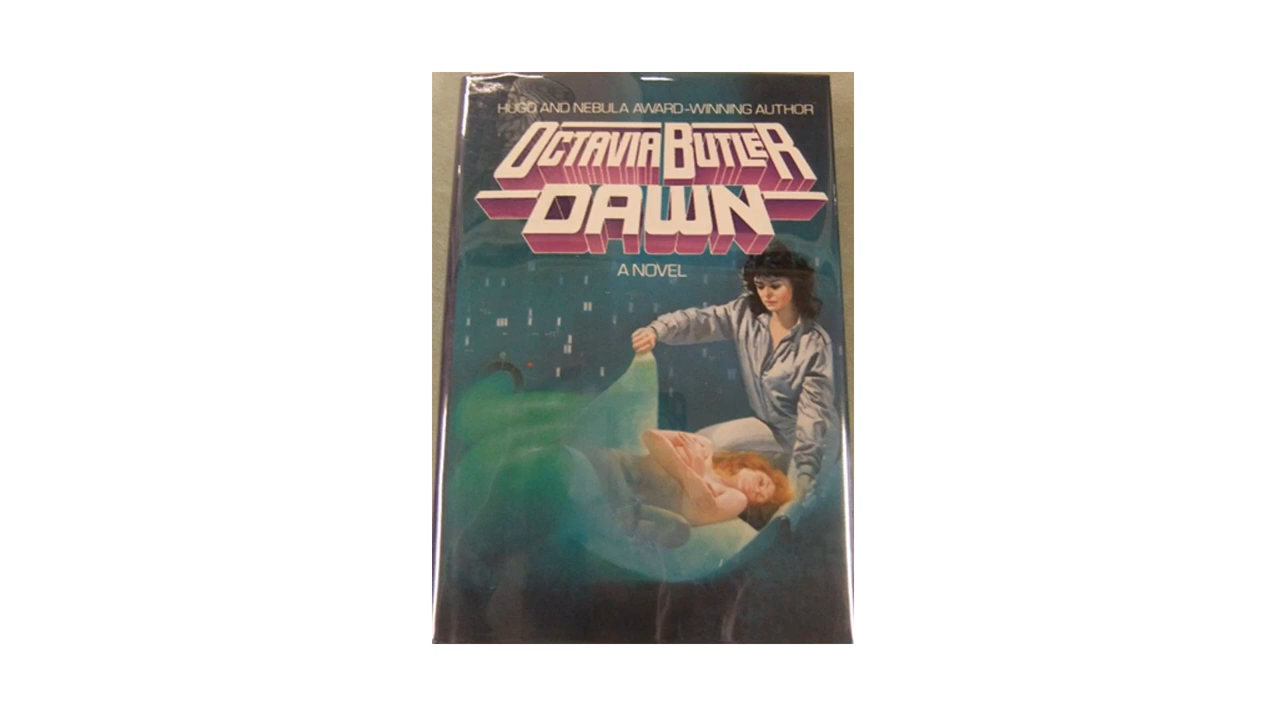 HUGO AND NEBULA AWARD-WINNING AUTHOR
OCTAVIA BUTLER
DAWN
A NOVEL